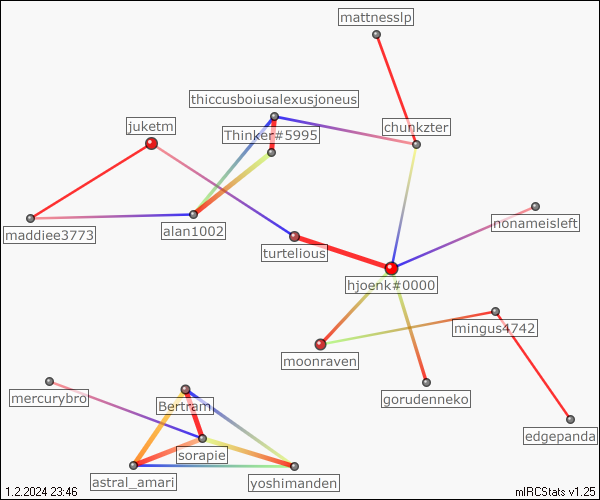 mattnesslp
thiccusboiusalexusjoneus
juketm
Thinker#5995
chunkzter
nonameisleft
maddiee3773
alan1002
turtelious
hjoenk#0000
mingus4742
moonraven
mercurybro
Bertram
gorudenneko
edgepanda
sorapie
astral_amari
yoshimanden
1.2.2024 23:46
mIRCStats v1.25